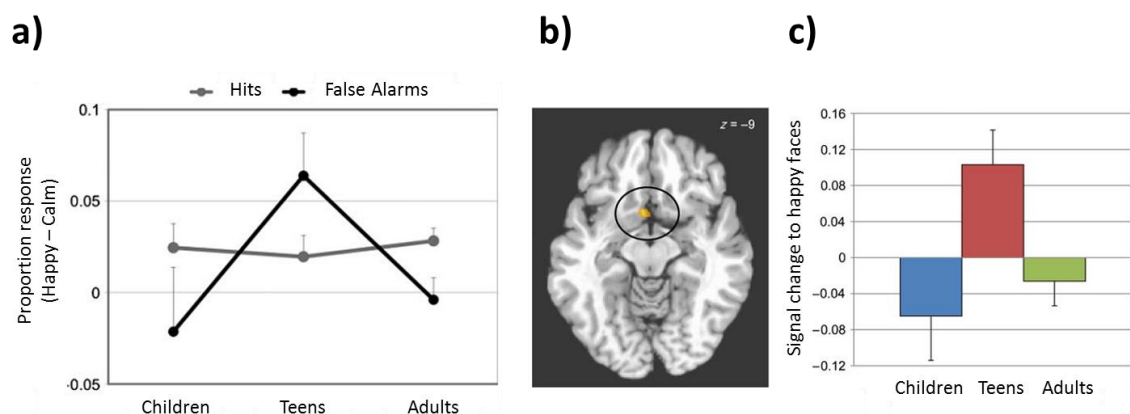 a)
Hits
False Alarms
0.1
0.05
0
-0.05
Proportion response
(Happy – Calm)
Children
Teens
Adults
b)
z = –9
c)
0.16
0.12
0.08
0.04
0
–0.04
–0.08
–0.12
Signal change to happy faces
Children
Teens
Adults